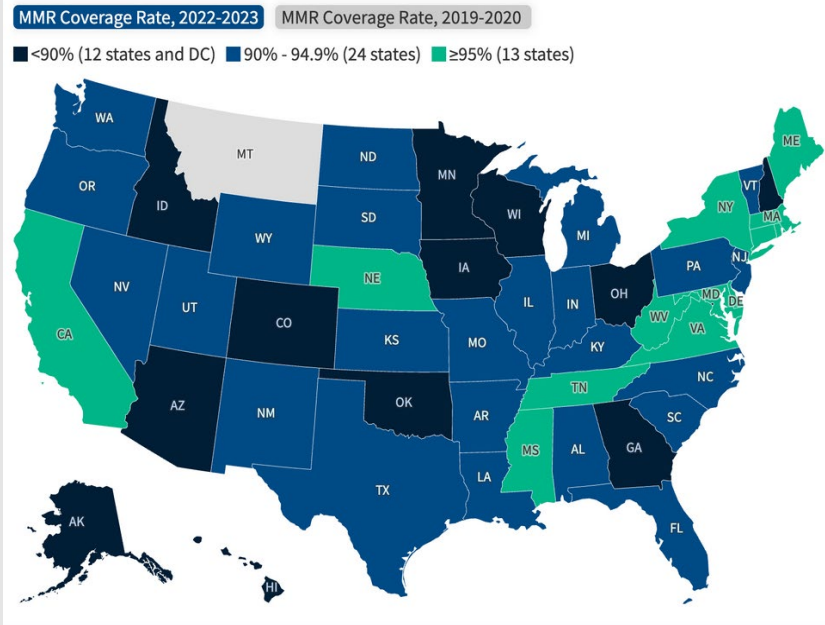 MMR Coverage Rate, 2022-2023 MMR Coverage Rate, 2019-2020
<90% (12 states and DC) 90% - 94.9% (24 states) ≥95% (13 states)
WA
MT
ND
MN
ME
OR
ID
SD
WI
VT
NY
MA
WY
MI
IA
PA
NJ
NV
UT
NE
IL
IN
OH
MD
DE
CO
WV
VA
CA
KS
MO
KY
NC
AZ
NM
OK
TN
AR
SC
MS
AL
GA
LA
TX
AK
FL
HI